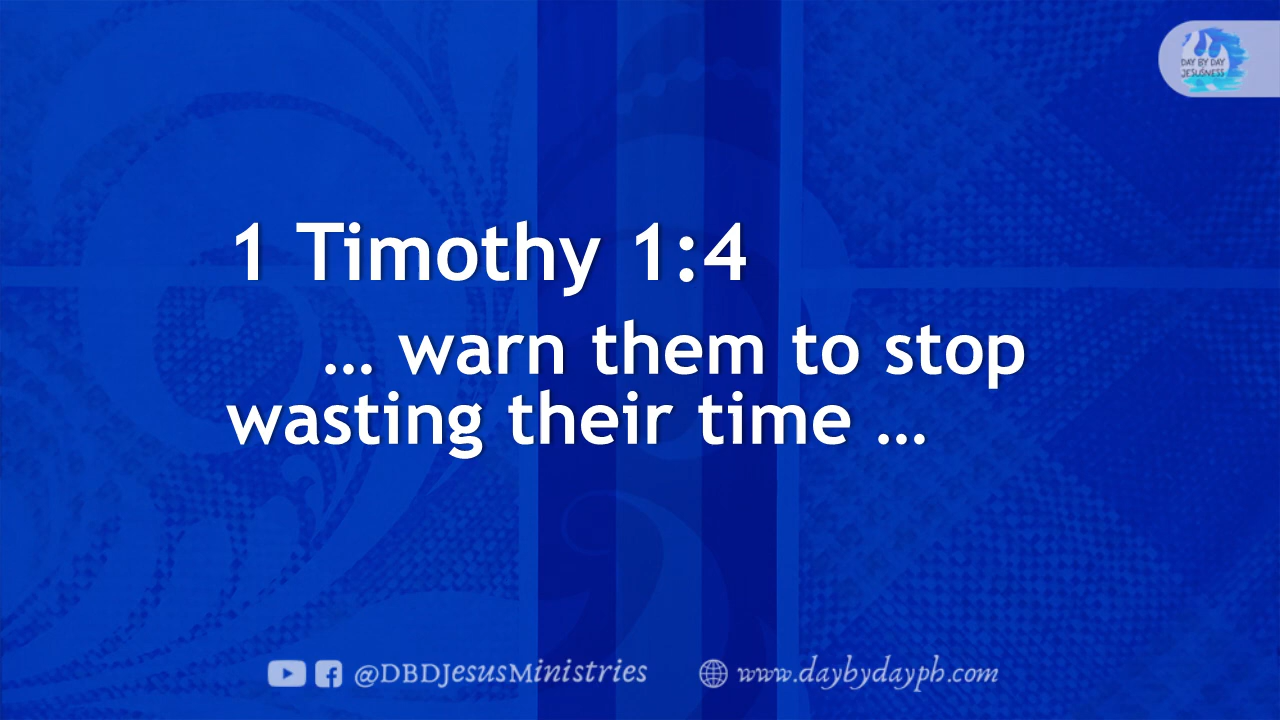 DAY BY DAY
JESUSNESS
1 Timothy 1:4
... warn them to stop
wasting their time ...
@DBDJesusMinistries
www.daybydayph.com